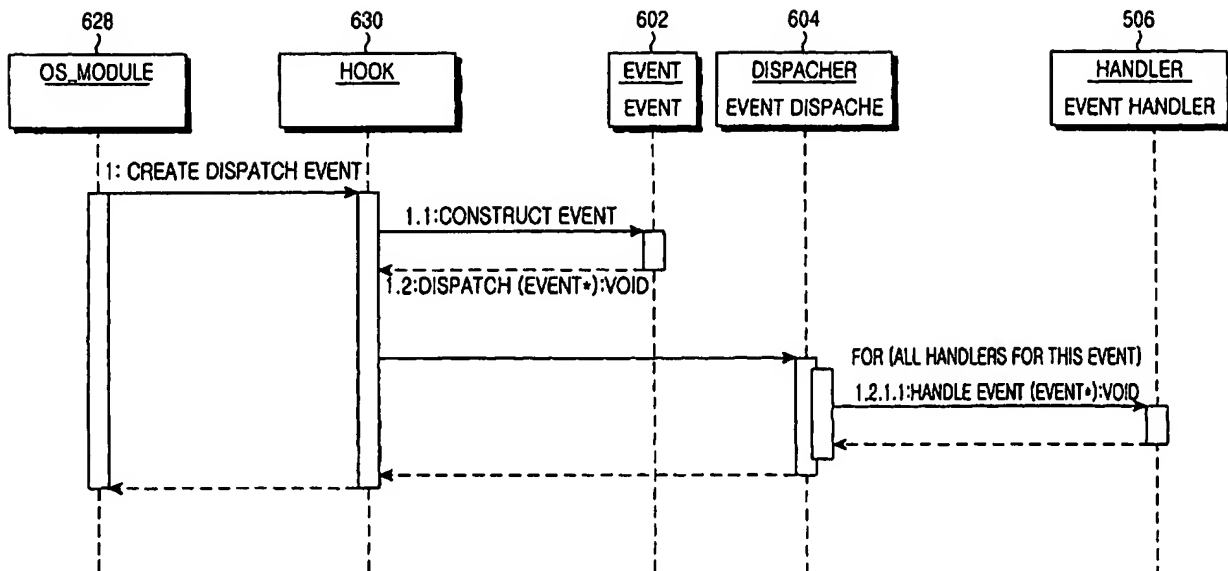 628
630
602
604
506
OS_MODULE
HOOK
EVENT
EVENT
DISPACHER
EVENT DISPACHE
HANDLER
EVENT HANDLER
1: CREATE DISPATCH EVENT
1.1:CONSTRUCT EVENT
1.2:DISPATCH (EVENT*):VOID
FOR (ALL HANDLERS FOR THIS EVENT)
1.2.1.1:HANDLE EVENT (EVENT*):VOID